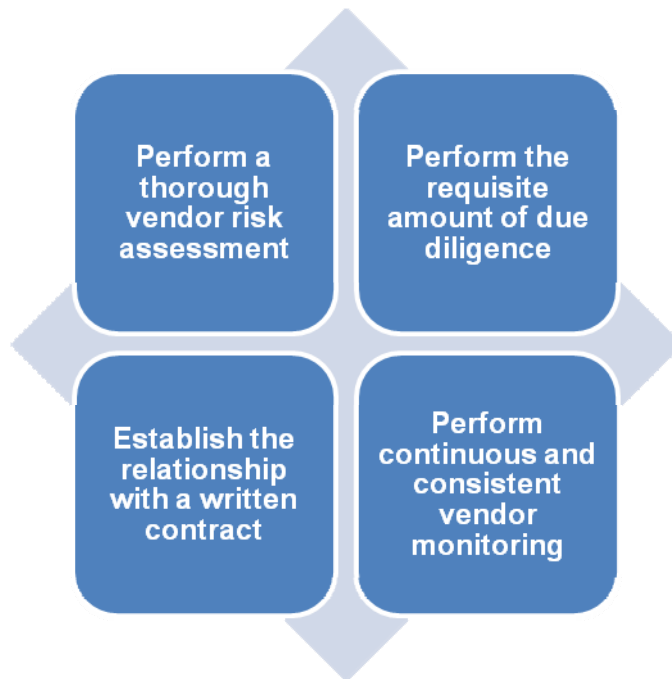 Perform a
thorough
vendor risk
assessment
Perform the
requisite
amount of due
diligence
Establish the
relationship
with a written
contract
Perform
continuous and
consistent
vendor
monitoring